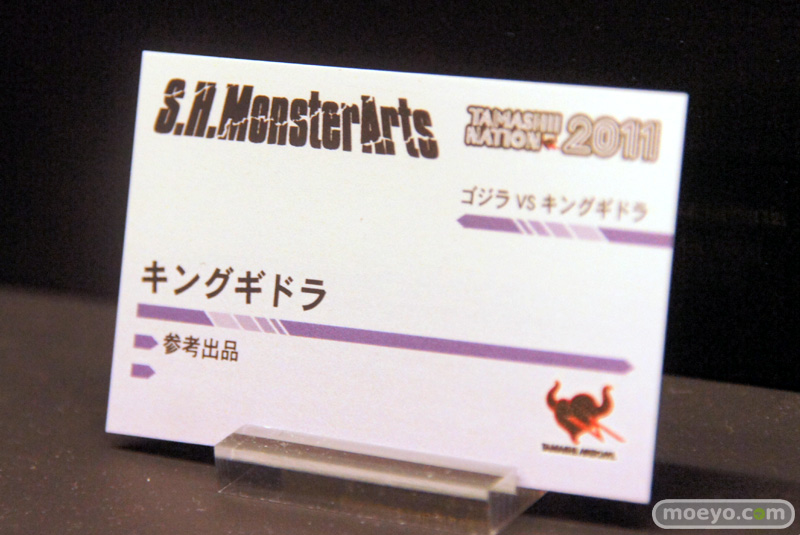 S.H.MonsterArts
TAMASHII
NATION 2011
ゴジラ VS キングギドラ
キングギドラ
参考出品
TAMASHII NATIONS
moeyo.com